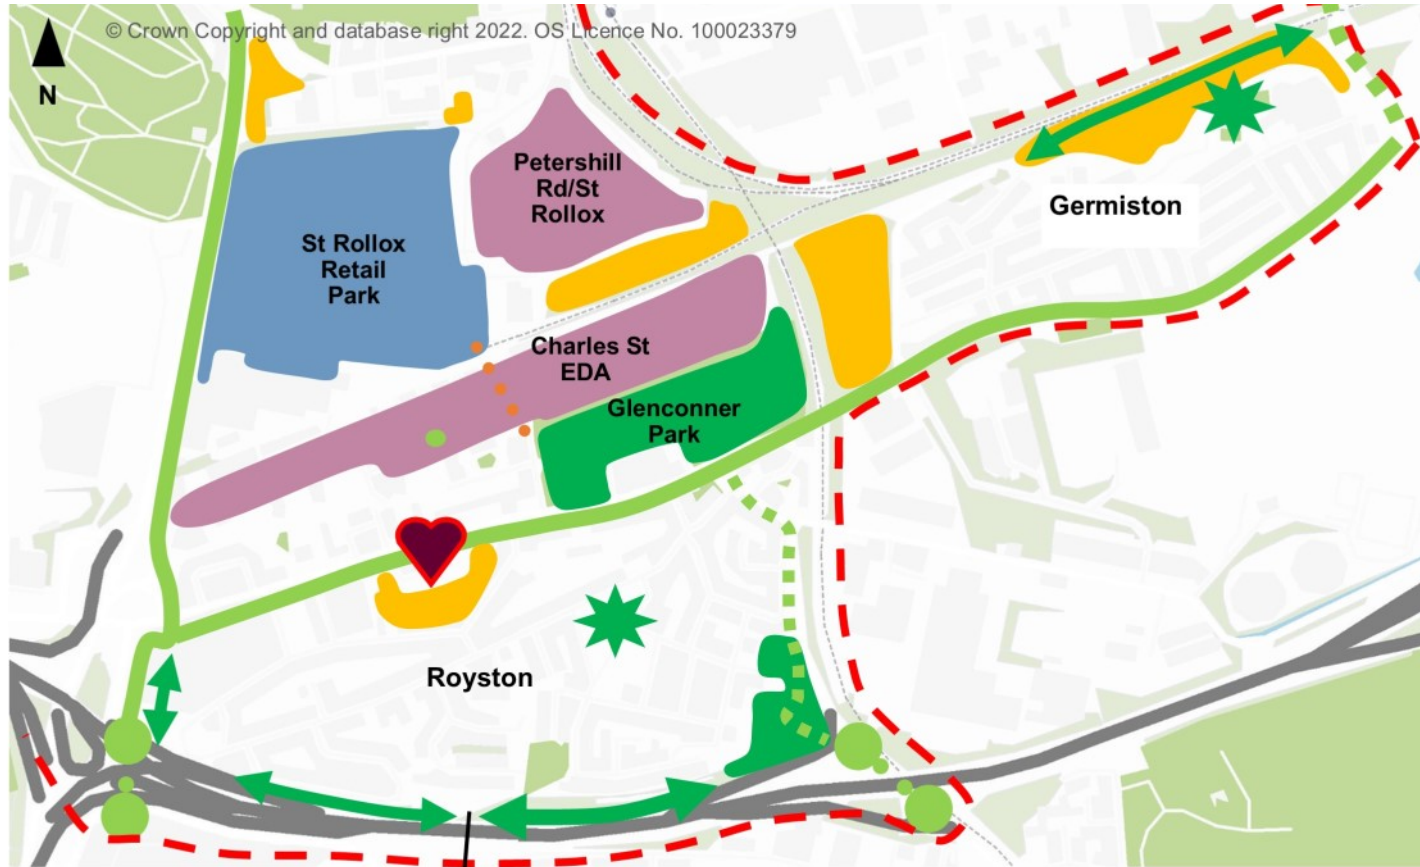 © Crown Copyright and database right 2022. OS Licence No. 100023379
N
Petershill
Rd/St
Rollox
Germiston
St Rollox
Retail
Park
Charles St
EDA
Glenconner
Park
Royston